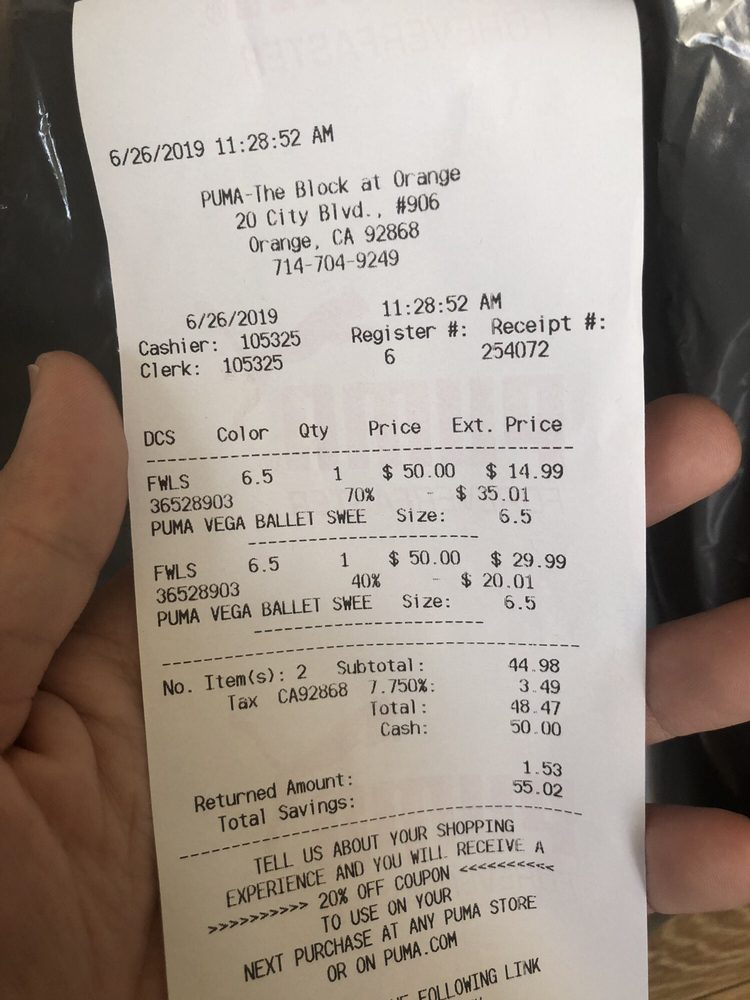 6/26/2019 11:28:52 AM
PUMA-The Block at Orange
20 City Blvd., #906
Orange, CA 92868
714-704-9249
6/26/2019 11:28:52 AM
Cashier: 105325 Register #: Receipt #:
Clerk: 105325 6 254072
DCS Color Qty Price Ext. Price
FWLS 6.5 1 $ 50.00 $ 14.99
36528903 70% - $ 35.01
PUMA VEGA BALLET SWEE Size: 6.5
FWLS 6.5 1 $ 50.00 $ 29.99
36528903 40% - $ 20.01
PUMA VEGA BALLET SWEE Size: 6.5
No. Item(s): 2 Subtotal: 44.98
Tax CA92868 7.750%: 3.49
Total: 48.47
Cash: 50.00
Returned Amount: 1.53
Total Savings: 55.02
TELL US ABOUT YOUR SHOPPING
EXPERIENCE AND YOU WILL RECEIVE A
>>>>>>>>>> 20% OFF COUPON <<<<<<<<<<
TO USE ON YOUR
NEXT PURCHASE AT ANY PUMA STORE
OR ON PUMA.COM
FOLLOWING LINK